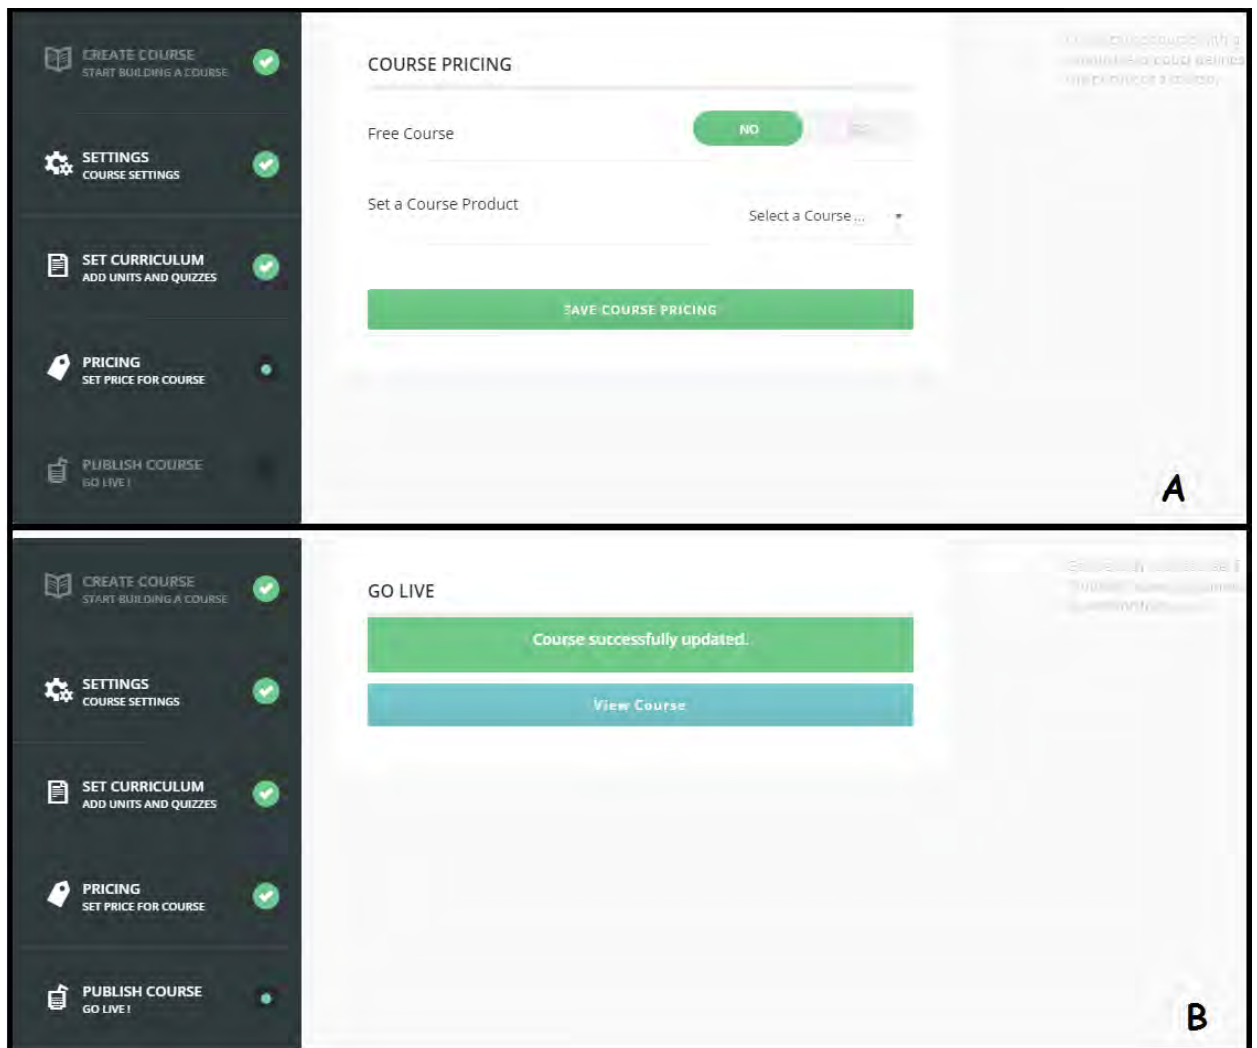 CREATE COURSE
START BUILDING A COURSE
SETTINGS
COURSE SETTINGS
SET CURRICULUM
ADD UNITS AND QUIZZES
PRICING
SET PRICE FOR COURSE
PUBLISH COURSE
GO LIVE !
COURSE PRICING
Free Course
NO
Set a Course Product
Select a Course ...
SAVE COURSE PRICING
A
CREATE COURSE
START BUILDING A COURSE
SETTINGS
COURSE SETTINGS
SET CURRICULUM
ADD UNITS AND QUIZZES
PRICING
SET PRICE FOR COURSE
PUBLISH COURSE
GO LIVE !
GO LIVE
Course successfully updated.
View Course
B